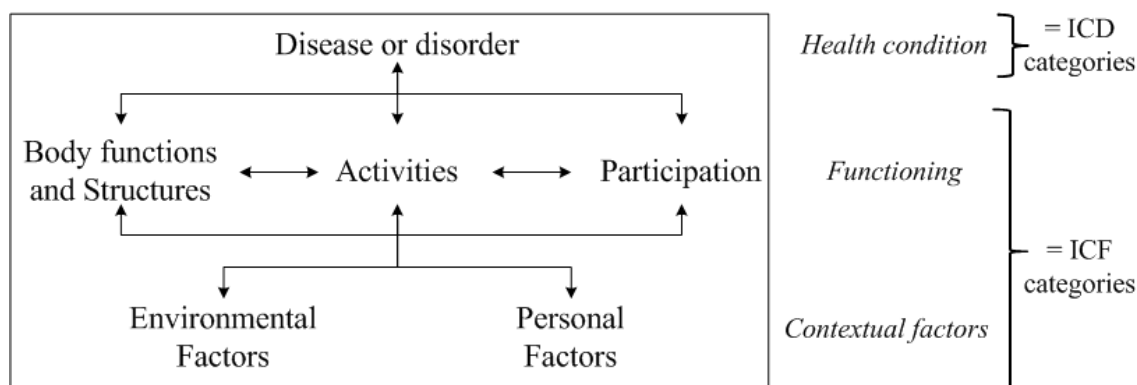 Disease or disorder
Health condition
= ICD
categories
Body functions
and Structures
Activities
Participation
Functioning
= ICF
categories
Environmental
Factors
Personal
Factors
Contextual factors